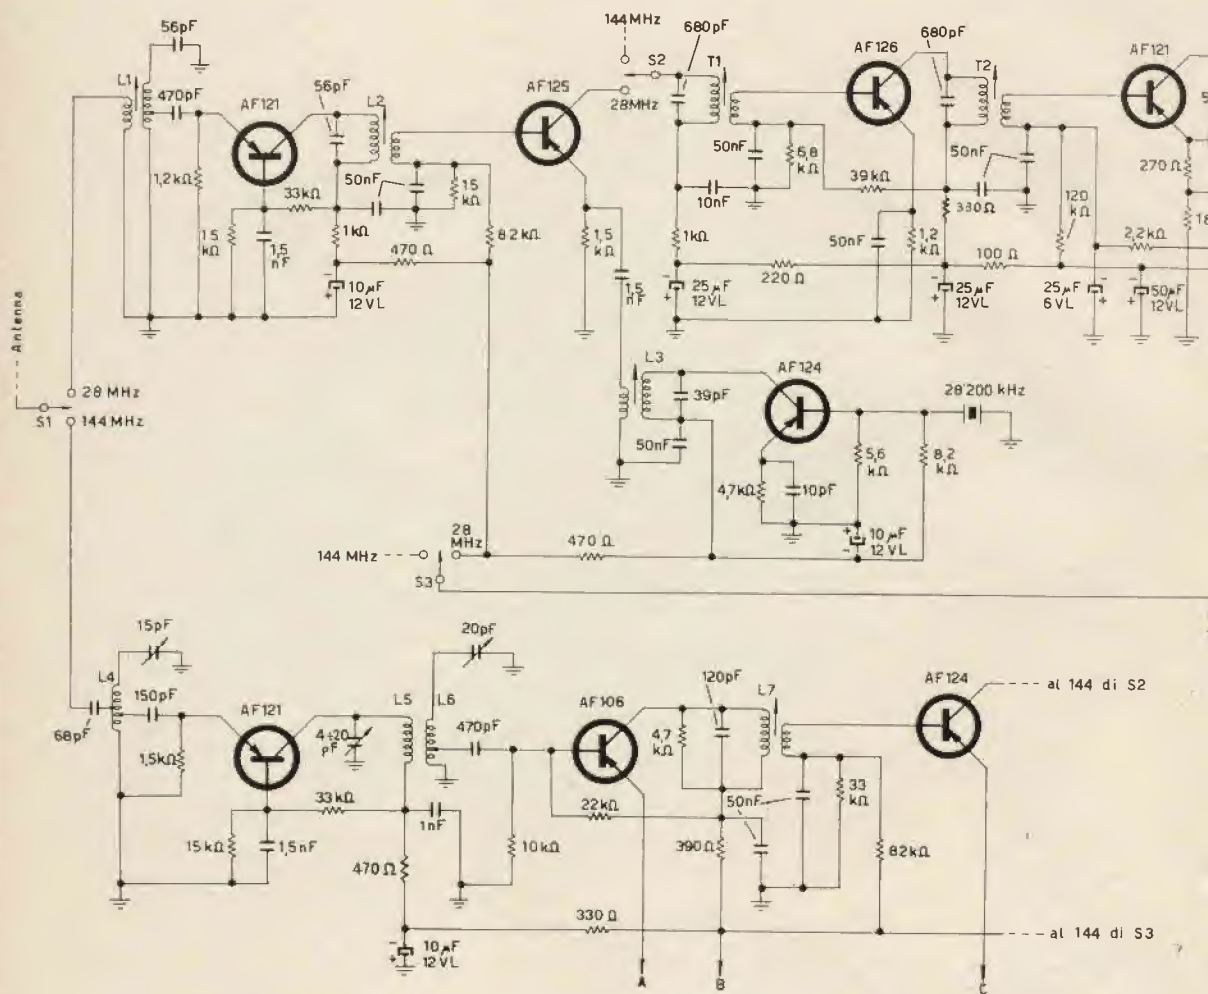 144MHz
56pF
680pF
AF126
680pF
AF121
S2
T1
T2
L1
470pF
AF121
56pF
L2
AF125
28MHz
50nF
6,8
kΩ
39kΩ
50nF
270Ω
1,2kΩ
33kΩ
50nF
15
kΩ
10nF
330Ω
120
kΩ
15
kΩ
1,5
nF
1kΩ
470Ω
82kΩ
1,5
kΩ
1kΩ
50nF
1,2
kΩ
2,2kΩ
18
220Ω
100Ω
-
+
10µF
12VL
1,5
nF
-
+
25µF
12VL
-
+
25µF
12VL
25µF
6VL
-
+
-
+
50µF
12VL
Antenna
L3
AF124
28'200 kHz
28 MHz
S1
144MHz
39pF
50nF
5,6
kΩ
8,2
kΩ
4,7kΩ
10pF
144 MHz
28
MHz
470Ω
+
-
10µF
12VL
S3
15pF
20pF
L4
150pF
AF121
L5
L6
470pF
AF106
120pF
L7
AF124
al 144 di S2
68pF
1,5kΩ
4÷20
pF
4,7
kΩ
33kΩ
1nF
22kΩ
50nF
33
kΩ
15kΩ
1,5nF
470Ω
10kΩ
390Ω
82kΩ
330Ω
al 144 di S3
-
+
10µF
12VL
A
B
C